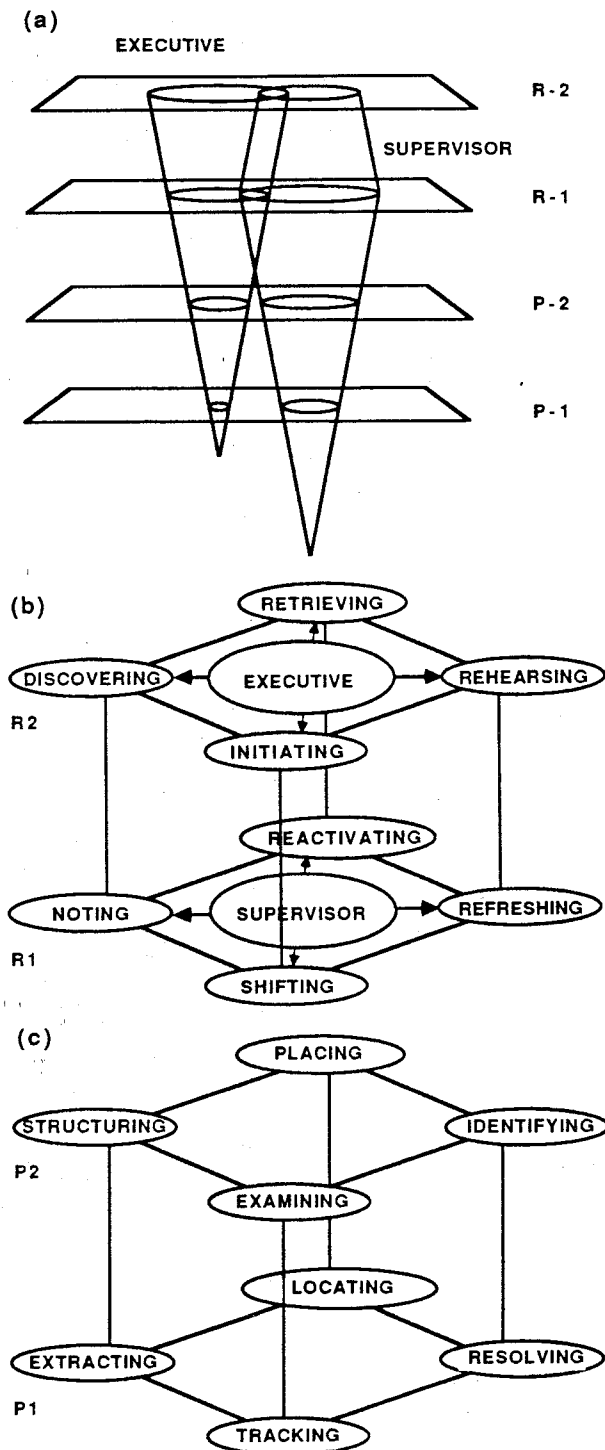 (a)
EXECUTIVE
R-2
SUPERVISOR
R-1
P-2
P-1
(b)
RETRIEVING
DISCOVERING
EXECUTIVE
REHEARSING
R2
INITIATING
REACTIVATING
NOTING
SUPERVISOR
REFRESHING
R1
SHIFTING
(c)
PLACING
STRUCTURING
IDENTIFYING
P2
EXAMINING
LOCATING
EXTRACTING
RESOLVING
P1
TRACKING